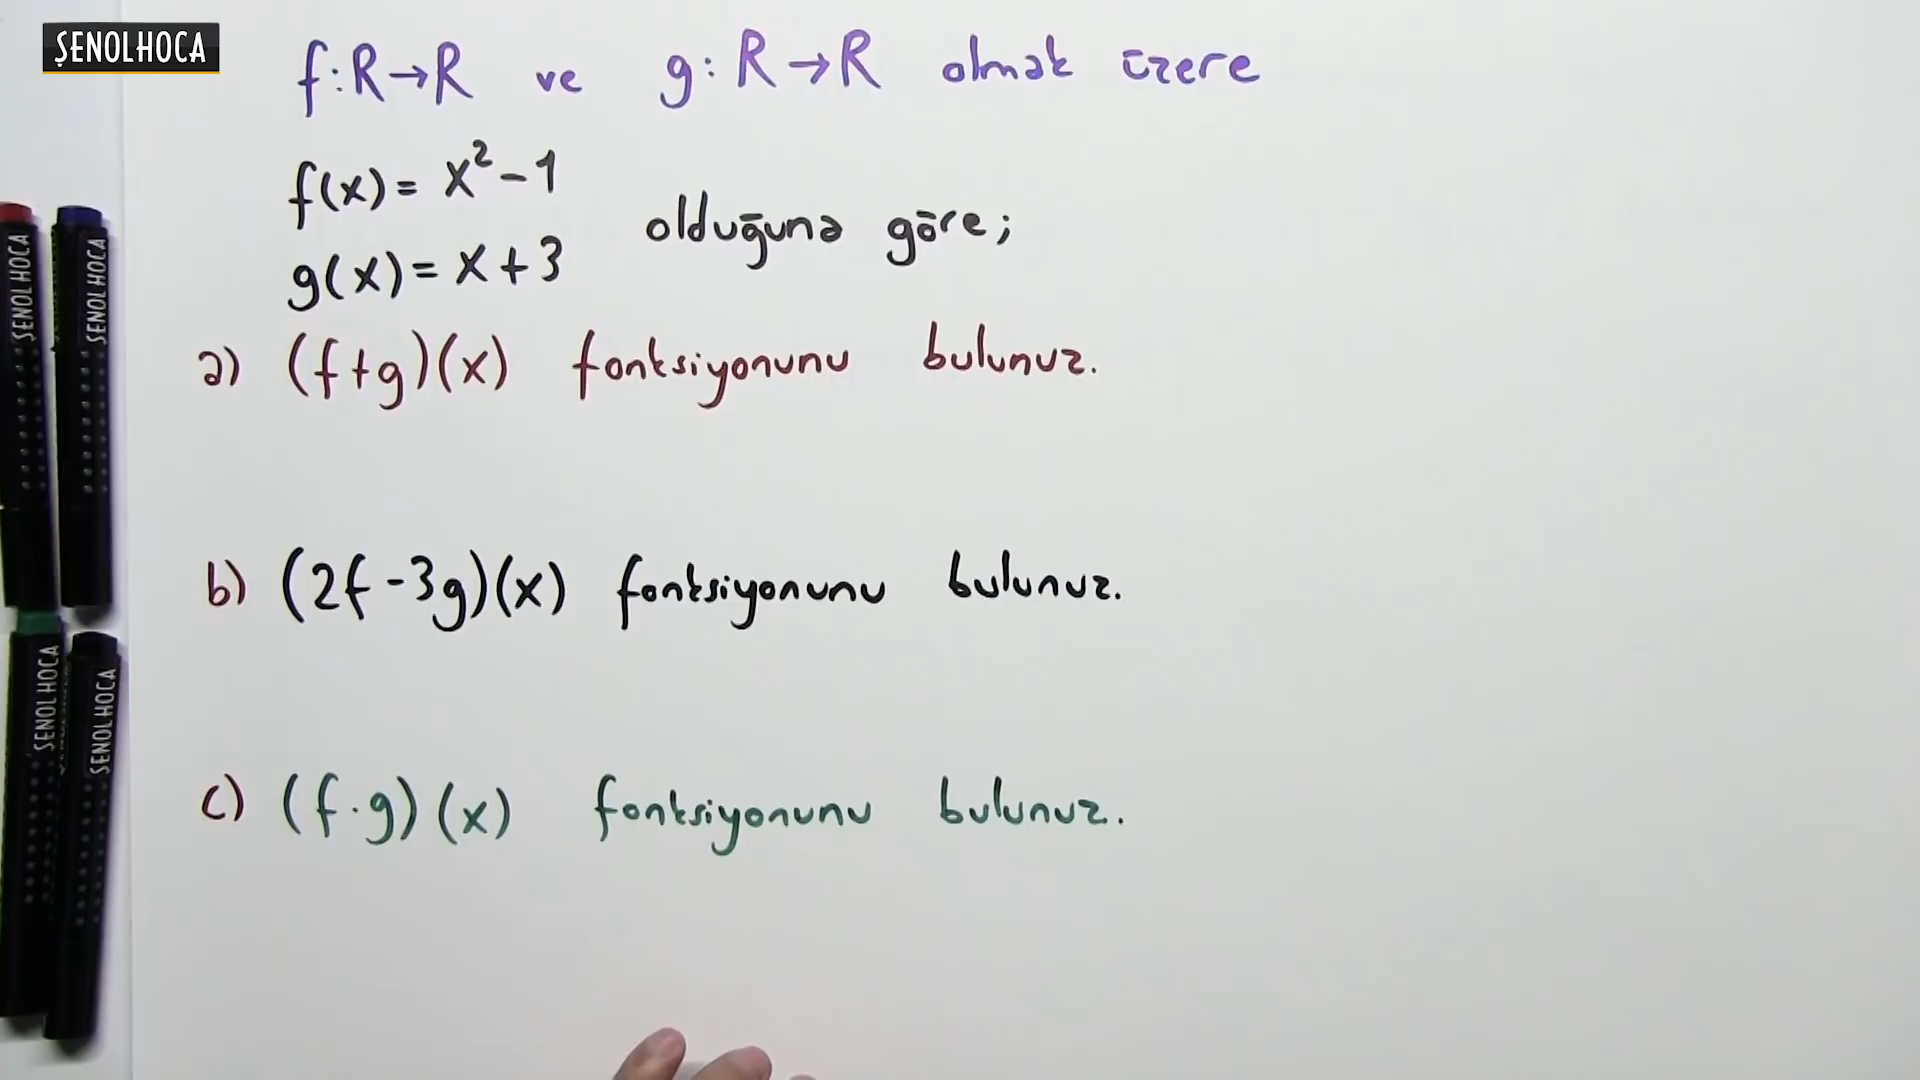 ŞENOLHOCA
f: R→R ve g: R→R olmak üzere
f(x) = x² - 1
olduğuna göre;
g(x) = x + 3
a) (f+g)(x) fonksiyonunu bulunuz.
b) (2f-3g)(x) fonksiyonunu bulunuz.
c) (f·g)(x) fonksiyonunu bulunuz.
ŞENOLHOCA
ŞENOLHOCA
ŞENOLHOCA
ŞENOLHOCA